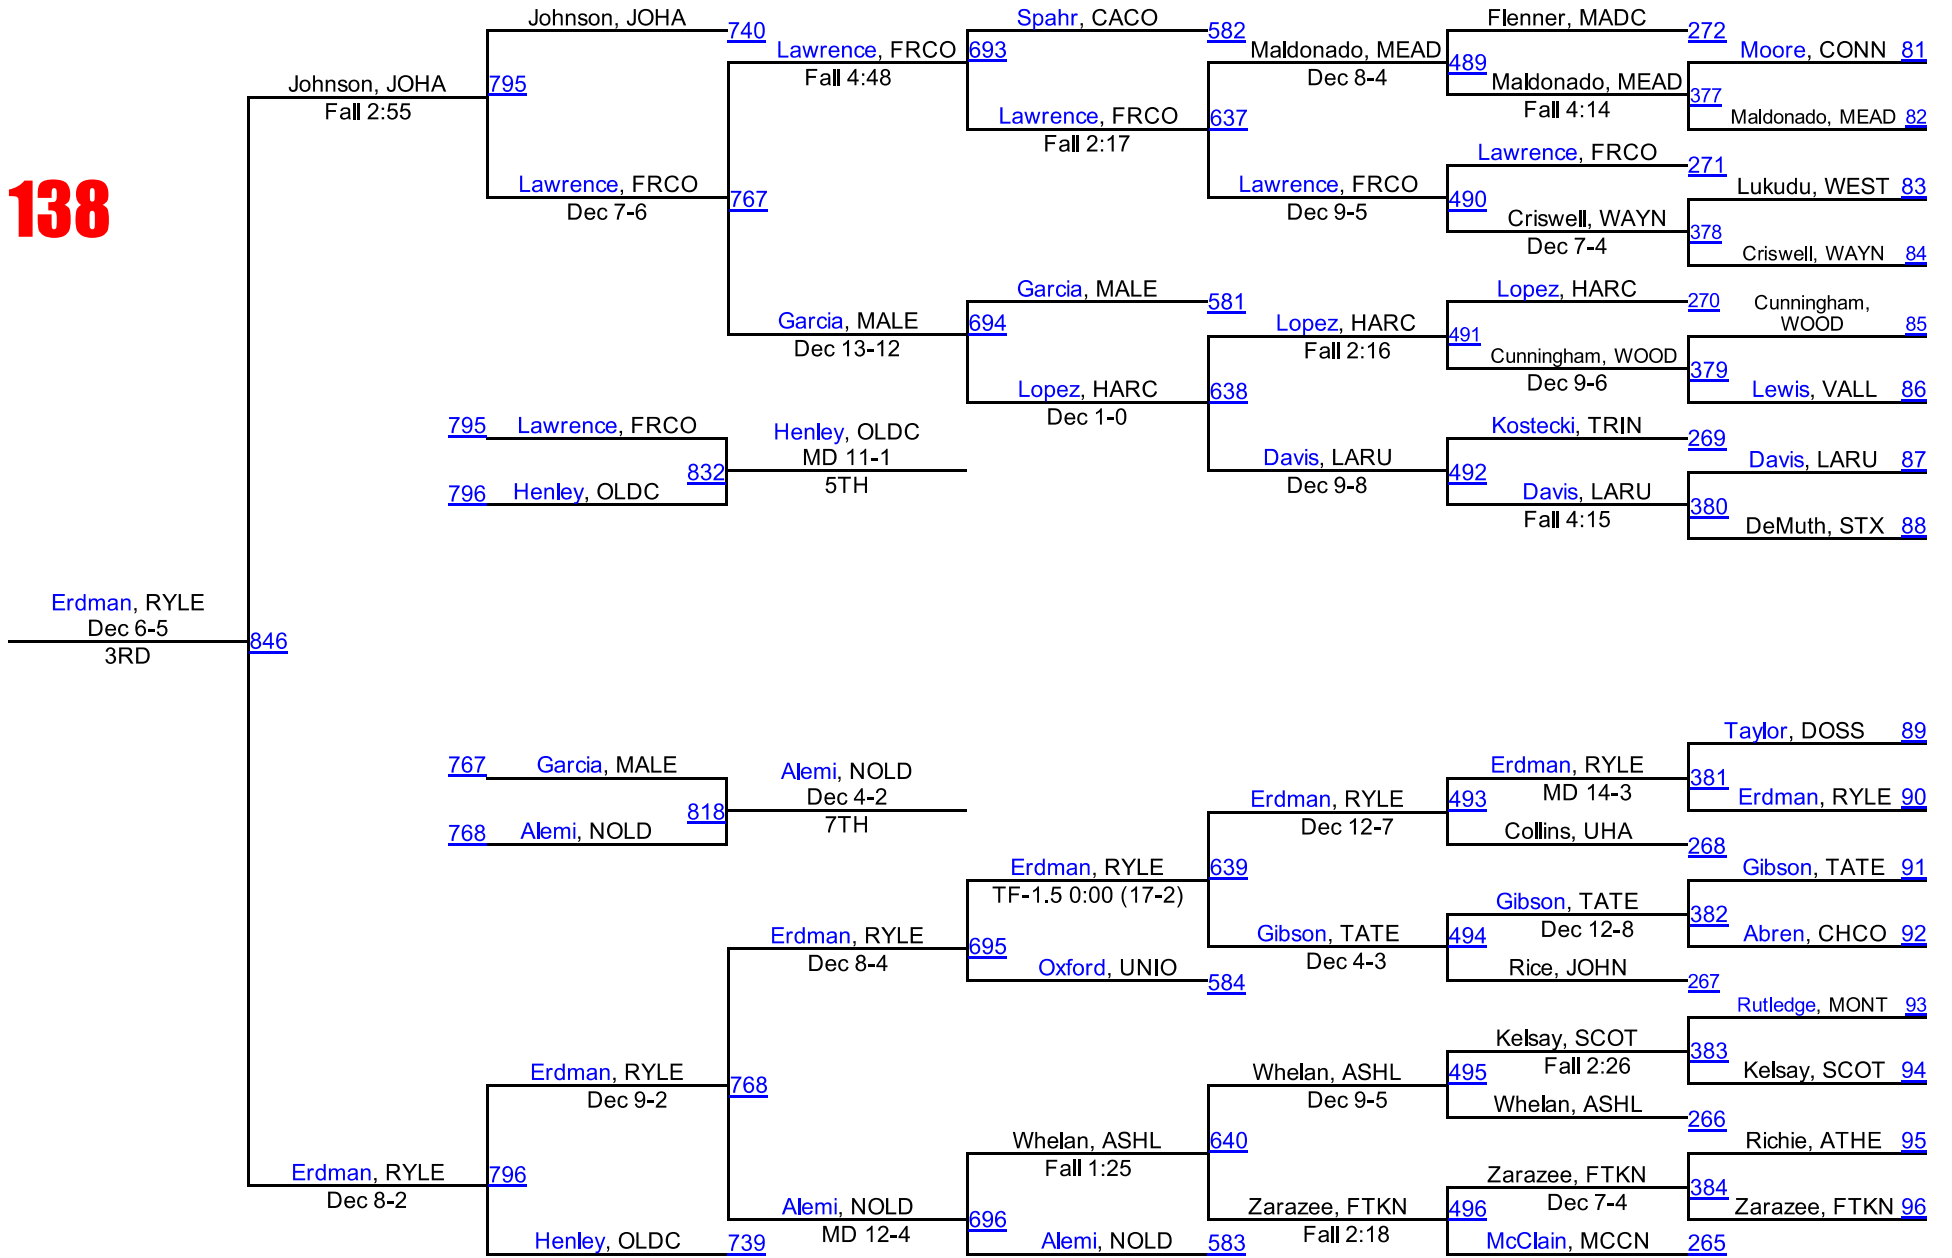 Johnson, JOHA
740
Spahr, CACO
582
Flenner, MADC
272
Moore, CONN 81
Lawrence, FRCO
693
Fall 4:48
Maldonado, MEAD
489
Dec 8-4
Johnson, JOHA
795
Fall 2:55
Maldonado, MEAD
377
Fall 4:14
Maldonado, MEAD 82
Lawrence, FRCO
637
Fall 2:17
Lawrence, FRCO
271
138
Lawrence, FRCO
767
Dec 7-6
Lawrence, FRCO
490
Dec 9-5
Lukudu, WEST 83
Criswell, WAYN
378
Dec 7-4
Criswell, WAYN 84
Garcia, MALE
581
Lopez, HARC
270
Cunningham,
WOOD 85
Garcia, MALE
694
Dec 13-12
Lopez, HARC
491
Fall 2:16
Cunningham, WOOD
379
Dec 9-6
Lopez, HARC
638
Dec 1-0
Lewis, VALL 86
795 Lawrence, FRCO
Henley, OLDC
MD 11-1
832
5TH
796 Henley, OLDC
Kostecki, TRIN
269
Davis, LARU
492
Dec 9-8
Davis, LARU 87
Davis, LARU
380
Fall 4:15
DeMuth, STX 88
Erdman, RYLE
Dec 6-5
846
3RD
Taylor, DOSS 89
767 Garcia, MALE
Alemi, NOLD
Dec 4-2
818
7TH
768 Alemi, NOLD
Erdman, RYLE
381
MD 14-3
Erdman, RYLE
493
Dec 12-7
Erdman, RYLE 90
Collins, UHA
268
Erdman, RYLE
639
TF-1.5 0:00 (17-2)
Gibson, TATE 91
Gibson, TATE
382
Dec 12-8
Erdman, RYLE
695
Dec 8-4
Gibson, TATE
494
Dec 4-3
Abren, CHCO 92
Oxford, UNIO
584
Rice, JOHN
267
Rutledge, MONT 93
Kelsay, SCOT
383
Fall 2:26
Erdman, RYLE
768
Dec 9-2
Whelan, ASHL
495
Dec 9-5
Kelsay, SCOT 94
Whelan, ASHL
266
Whelan, ASHL
640
Fall 1:25
Richie, ATHE 95
Erdman, RYLE
796
Dec 8-2
Zarazee, FTKN
384
Dec 7-4
Alemi, NOLD
696
MD 12-4
Zarazee, FTKN
496
Fall 2:18
Zarazee, FTKN 96
Henley, OLDC
739
Alemi, NOLD
583
McClain, MCCN
265